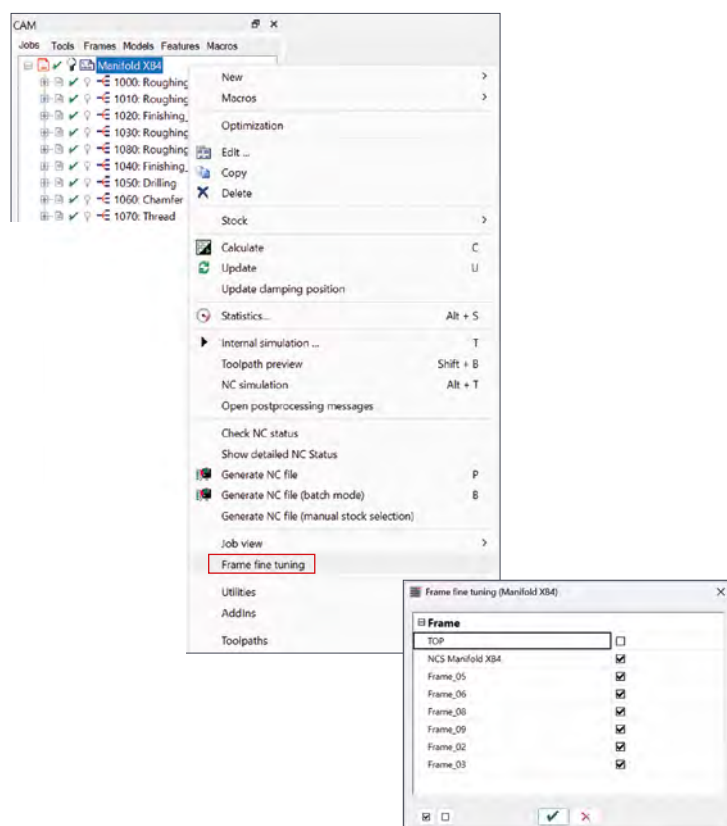 CAM
Jobs Tools Frames Models Features Macros
Manifold X84
1000: Roughing
1010: Roughing
1020: Finishing_
1030: Roughing
1080: Roughing
1040: Finishing_
1050: Drilling
1060: Chamfer
1070: Thread
New
Macros
Optimization
Edit ...
Copy
Delete
Stock
Calculate C
Update U
Update clamping position
Statistics... Alt + S
Internal simulation ... T
Toolpath preview Shift + B
NC simulation Alt + T
Open postprocessing messages
Check NC status
Show detailed NC Status
Generate NC file P
Generate NC file (batch mode) B
Generate NC file (manual stock selection)
Job view
Frame fine tuning
Utilities
AddIns
Toolpaths
Frame fine tuning (Manifold X84)
Frame
TOP
NCS Manifold X84
Frame_05
Frame_06
Frame_08
Frame_09
Frame_02
Frame_03